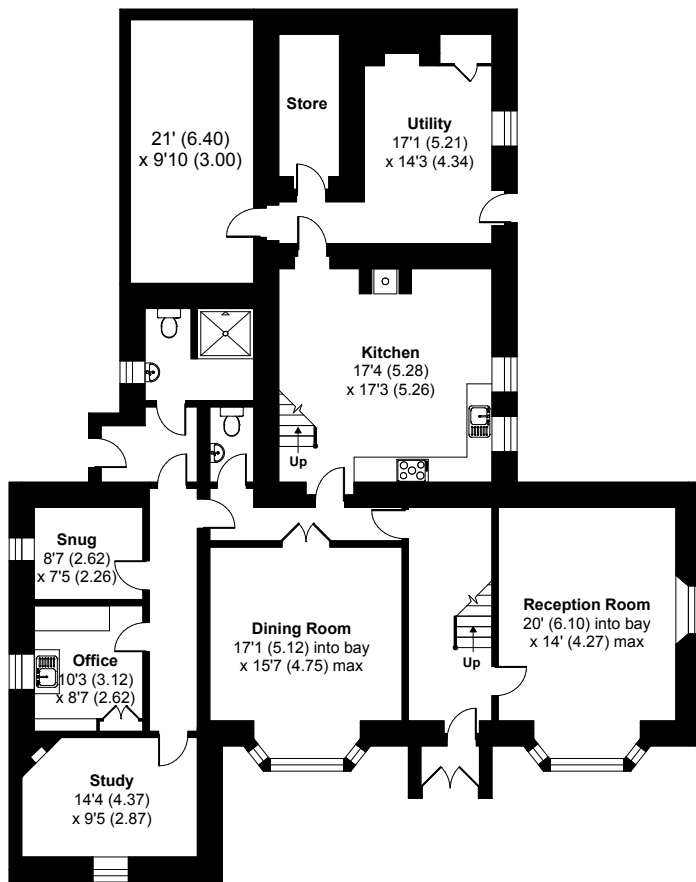 Store
Utility
17'1 (5.21)
x 14'3 (4.34)
21' (6.40)
x 9'10 (3.00)
Kitchen
17'4 (5.28)
x 17'3 (5.26)
Up
Snug
8'7 (2.62)
x 7'5 (2.26)
Dining Room
17'1 (5.12) into bay
x 15'7 (4.75) max
Up
Reception Room
20' (6.10) into bay
x 14' (4.27) max
Office
10'3 (3.12)
x 8'7 (2.62)
Study
14'4 (4.37)
x 9'5 (2.87)